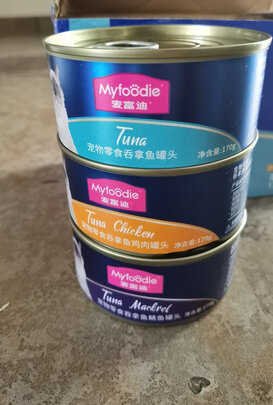 Myfoodie
麦富迪
Tuna
宠物零食吞拿鱼罐头
净含量:170g
Myfoodie
麦富迪
Tuna Chicken
宠物零食吞拿鱼鸡肉罐头
净含量:170g
Myfoodie
麦富迪
Tuna Mackrel
宠物零食吞拿鱼鲭鱼罐头